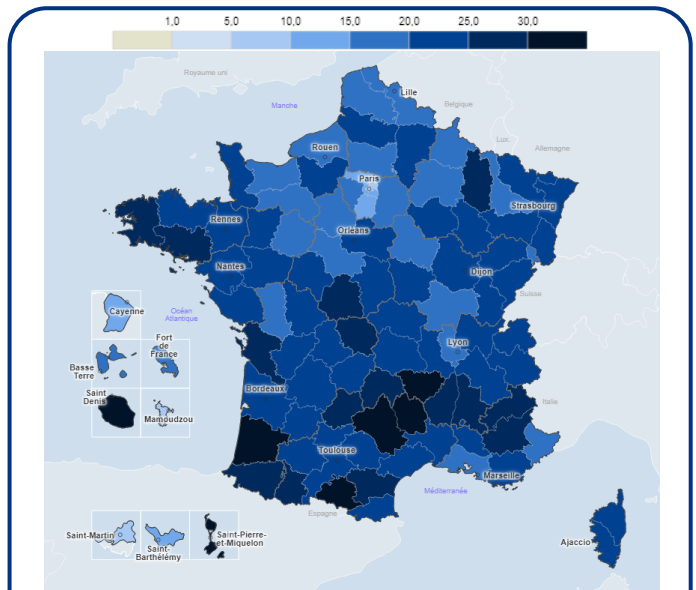 1,0 5,0 10,0 15,0 20,0 25,0 30,0
Royaume uni
Lille
Manche
Belgique
Lux.
Rouen
Allemagne
Paris
Strasbourg
Rennes
Orléans
Nantes
Dijon
Suisse
Cayenne
Océan
Atlantique
Fort
de
France
Lyon
Basse
Terre
Bordeaux
Saint
Denis
Italie
Mamoudzou
Toulouse
Marseille
Méditerranée
Espagne
Saint-Martin
Saint-
Barthélémy
Saint-Pierre-
et-Miquelon
Ajaccio